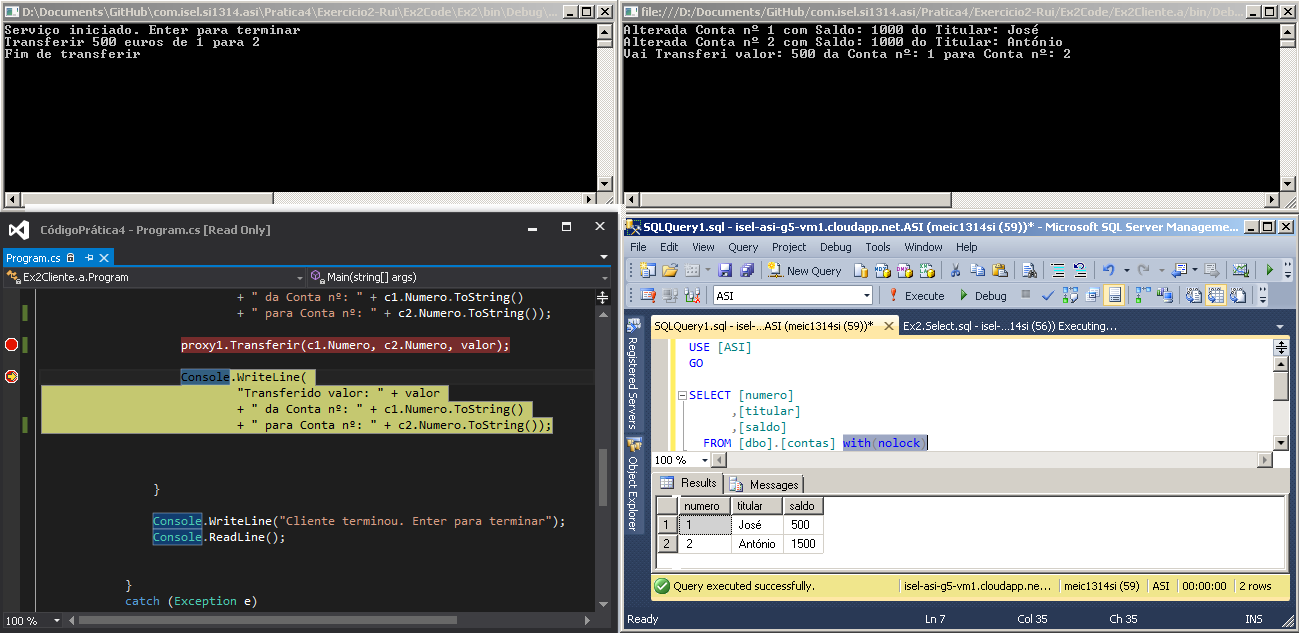 D:\Documents\GitHub\com.isel.si1314.asi\Pratica4\Exercicio2-Rui\Ex2Code\Ex2\bin\Debug\...
Serviço iniciado. Enter para terminar
Transferir 500 euros de 1 para 2
Fim de transferir
file:///D:/Documents/GitHub/com.isel.si1314.asi/Pratica4/Exercicio2-Rui/Ex2Code/Ex2Cliente.a/bin/Deb...
Alterada Conta nº 1 com Saldo: 1000 do Titular: José
Alterada Conta nº 2 com Saldo: 1000 do Titular: António
Vai Transferi valor: 500 da Conta nº: 1 para Conta nº: 2
CódigoPrática4 - Program.cs [Read Only]
Program.cs
Ex2Cliente.a.Program
Main(string[] args)
+ " da Conta nº: " + c1.Numero.ToString()
+ " para Conta nº: " + c2.Numero.ToString());
proxy1.Transferir(c1.Numero, c2.Numero, valor);
Console.WriteLine(
"Transferido valor: " + valor
+ " da Conta nº: " + c1.Numero.ToString()
+ " para Conta nº: " + c2.Numero.ToString());
}
Console.WriteLine("Cliente terminou. Enter para terminar");
Console.ReadLine();
}
catch (Exception e)
100 %
SQLQuery1.sql - isel-asi-g5-vm1.cloudapp.net.ASI (meic1314si (59))* - Microsoft SQL Server Manageme...
File Edit View Query Project Debug Tools Window Help
New Query
ASI Execute Debug
SQLQuery1.sql - isel-...ASI (meic1314si (59))* Ex2.Select.sql - isel-...14si (56)) Executing...
Registered Servers
Object Explorer
USE [ASI]
GO
SELECT [numero]
,[titular]
,[saldo]
FROM [dbo].[contas] with(nolock)
100 %
Results Messages
numero titular saldo
1 1 José 500
2 2 António 1500
Query executed successfully. isel-asi-g5-vm1.cloudapp.ne... meic1314si (59) ASI 00:00:00 2 rows
Ready Ln 7 Col 35 Ch 35 INS